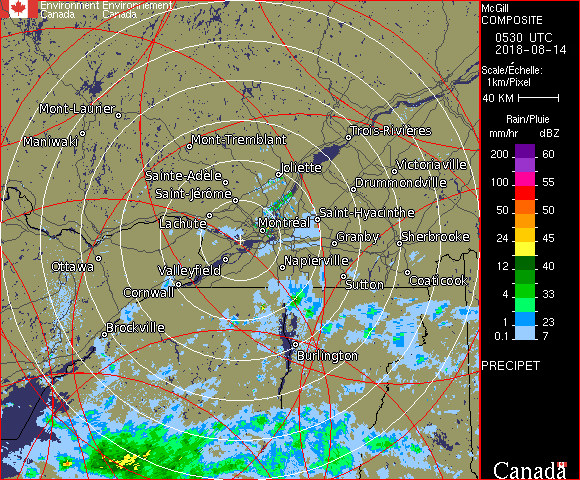 Environment Environnement
Canada Canada
McGill
COMPOSITE
0530 UTC
2018-08-14
Scale/Échelle:
1km/Pixel
40 KM
Rain/Pluie
mm/hr dBZ
200 60
100 55
50 50
24 45
12 40
4 33
1 23
0.1 7
PRECIPET
Canada
Mont-Laurier
Maniwaki
Mont-Tremblant
Trois-Rivières
Sainte-Adèle
Joliette
Victoriaville
Saint-Jérôme
Drummondville
Lachute
Montréal
Saint-Hyacinthe
Granby
Sherbrooke
Ottawa
Valleyfield
Napierville
Cornwall
Sutton
Coaticook
Brockville
Burlington